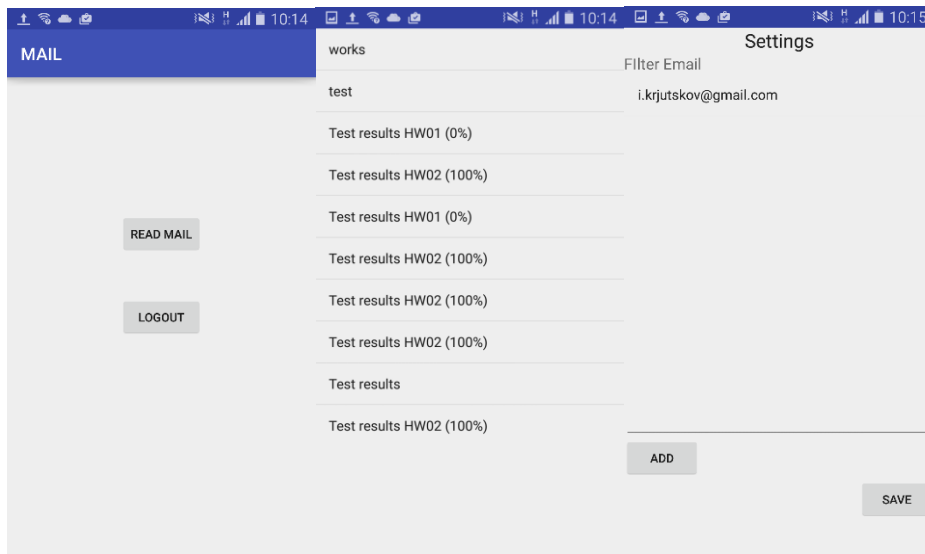 10:14
MAIL
READ MAIL
LOGOUT
10:14
works
test
Test results HW01 (0%)
Test results HW02 (100%)
Test results HW01 (0%)
Test results HW02 (100%)
Test results HW02 (100%)
Test results HW02 (100%)
Test results
Test results HW02 (100%)
10:15
Settings
FIlter Email
i.krjutskov@gmail.com
ADD
SAVE